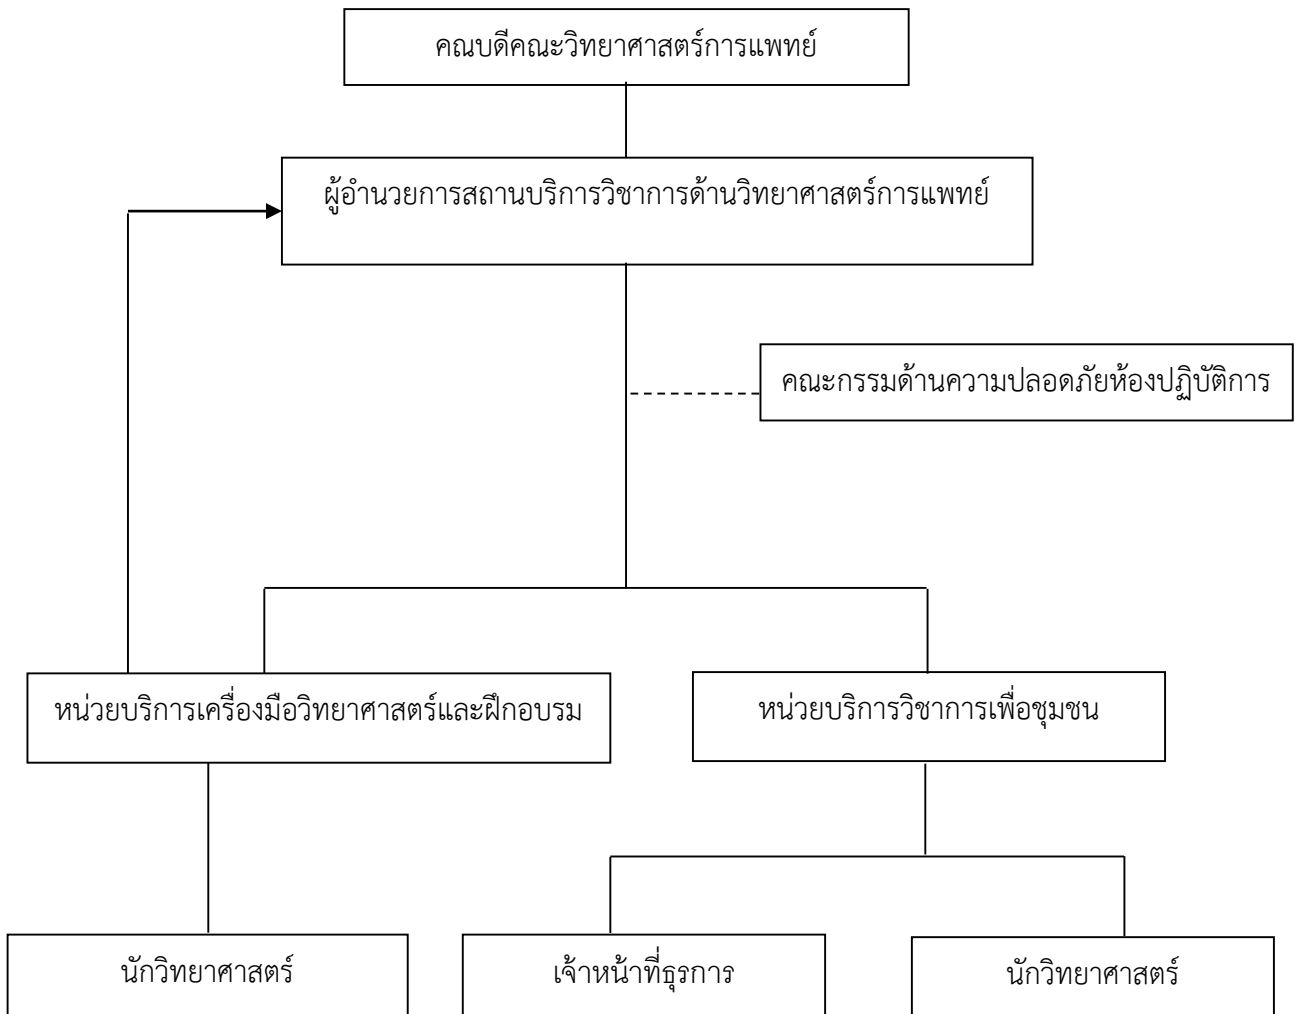 คณบดีคณะวิทยาศาสตร์การแพทย์
ผู้อำนวยการสถานบริการวิชาการด้านวิทยาศาสตร์การแพทย์
คณะกรรมด้านความปลอดภัยห้องปฏิบัติการ
หน่วยบริการเครื่องมือวิทยาศาสตร์และฝึกอบรม
หน่วยบริการวิชาการเพื่อชุมชน
นักวิทยาศาสตร์
เจ้าหน้าที่ธุรการ
นักวิทยาศาสตร์